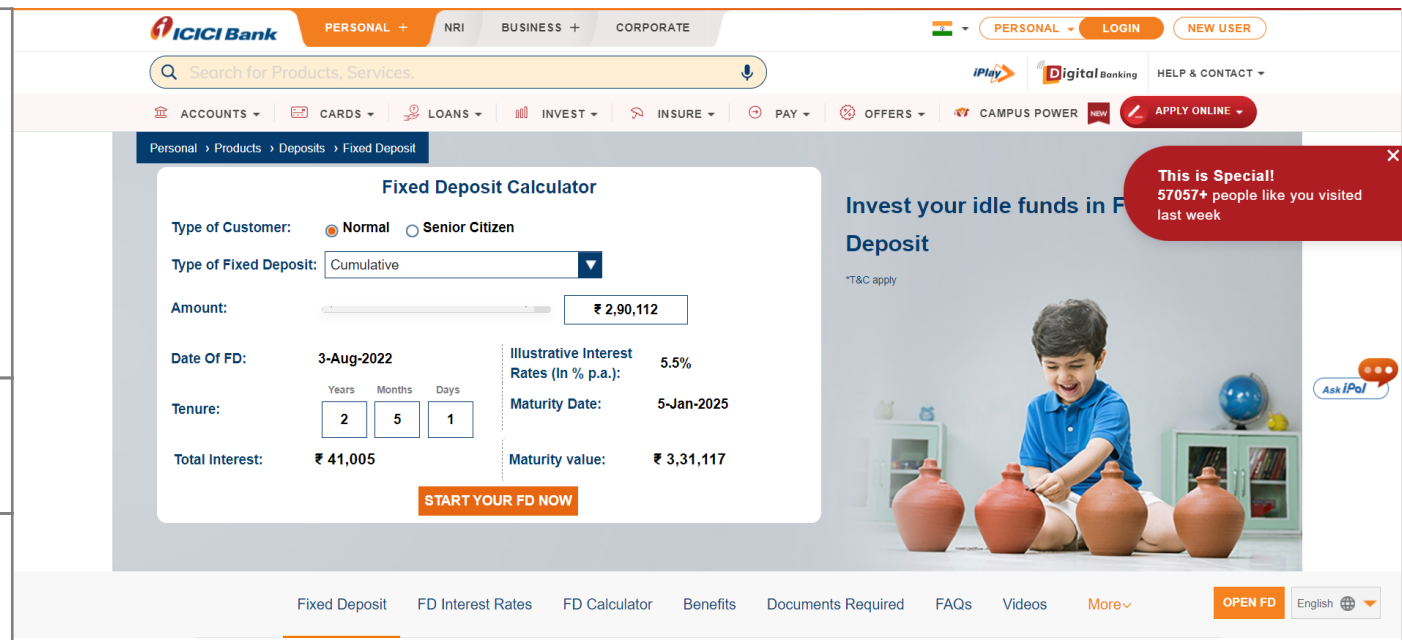 ICICI Bank
PERSONAL +
NRI
BUSINESS +
CORPORATE
PERSONAL
LOGIN
NEW USER
Search for Products, Services.
iPlay
Digital Banking
HELP & CONTACT
ACCOUNTS
CARDS
LOANS
INVEST
INSURE
PAY
OFFERS
CAMPUS POWER NEW
APPLY ONLINE
Personal › Products › Deposits › Fixed Deposit
Fixed Deposit Calculator
Type of Customer: Normal Senior Citizen
Type of Fixed Deposit: Cumulative
Amount: ₹ 2,90,112
Date Of FD: 3-Aug-2022
Illustrative Interest
Rates (In % p.a.): 5.5%
Years Months Days
Tenure: 2 5 1
Maturity Date: 5-Jan-2025
Total Interest: ₹ 41,005
Maturity value: ₹ 3,31,117
START YOUR FD NOW
Invest your idle funds in F
Deposit
*T&C apply
This is Special!
57057+ people like you visited
last week
Ask iPal
Fixed Deposit
FD Interest Rates
FD Calculator
Benefits
Documents Required
FAQs
Videos
More
OPEN FD
English